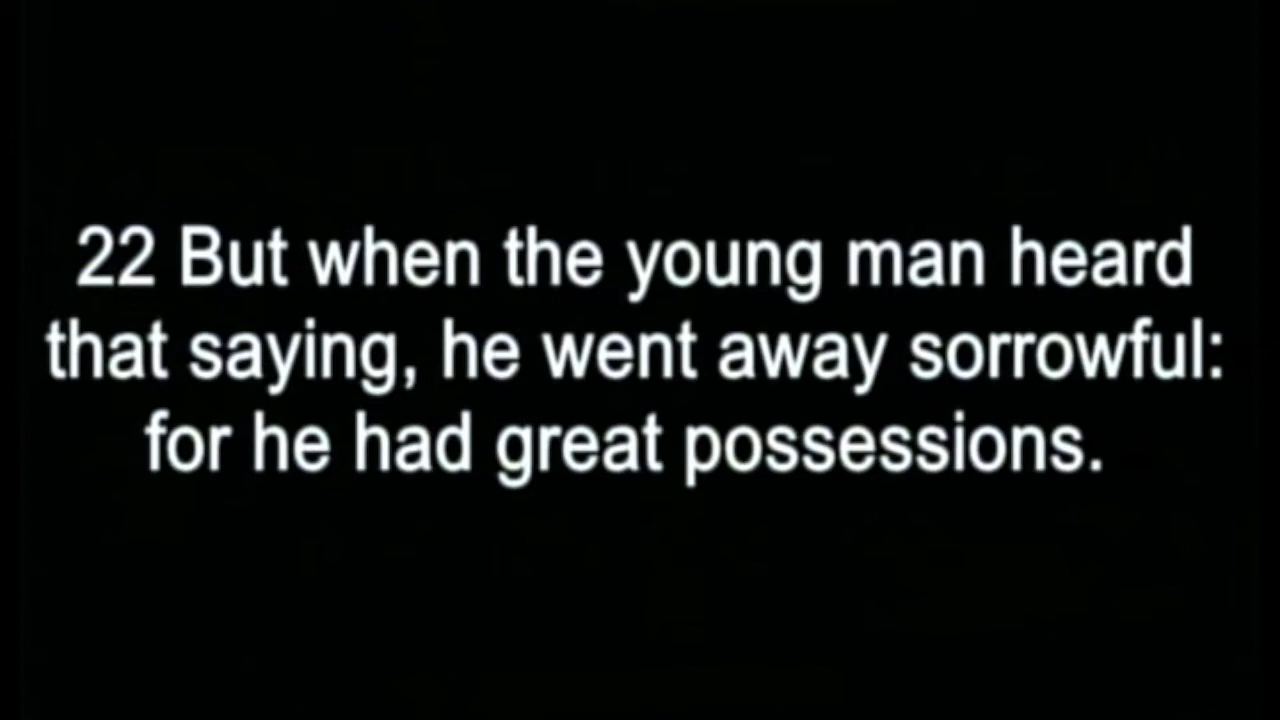 22 But when the young man heard
that saying, he went away sorrowful:
for he had great possessions.